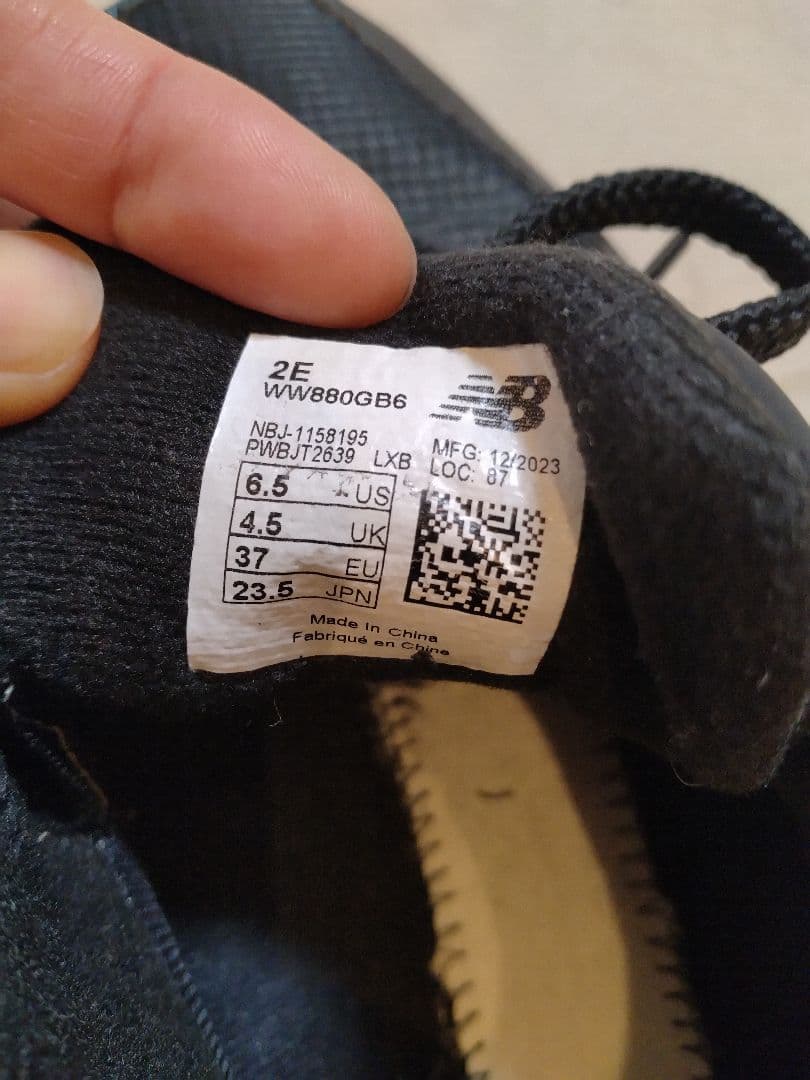 2E
WW880GB6
NB
NBJ-1158195
PWBJT2639 LXB
MFG: 12/2023
LOC: 87
6.5 US
4.5 UK
37 EU
23.5 JPN
Made In China
Fabriqué en Chine